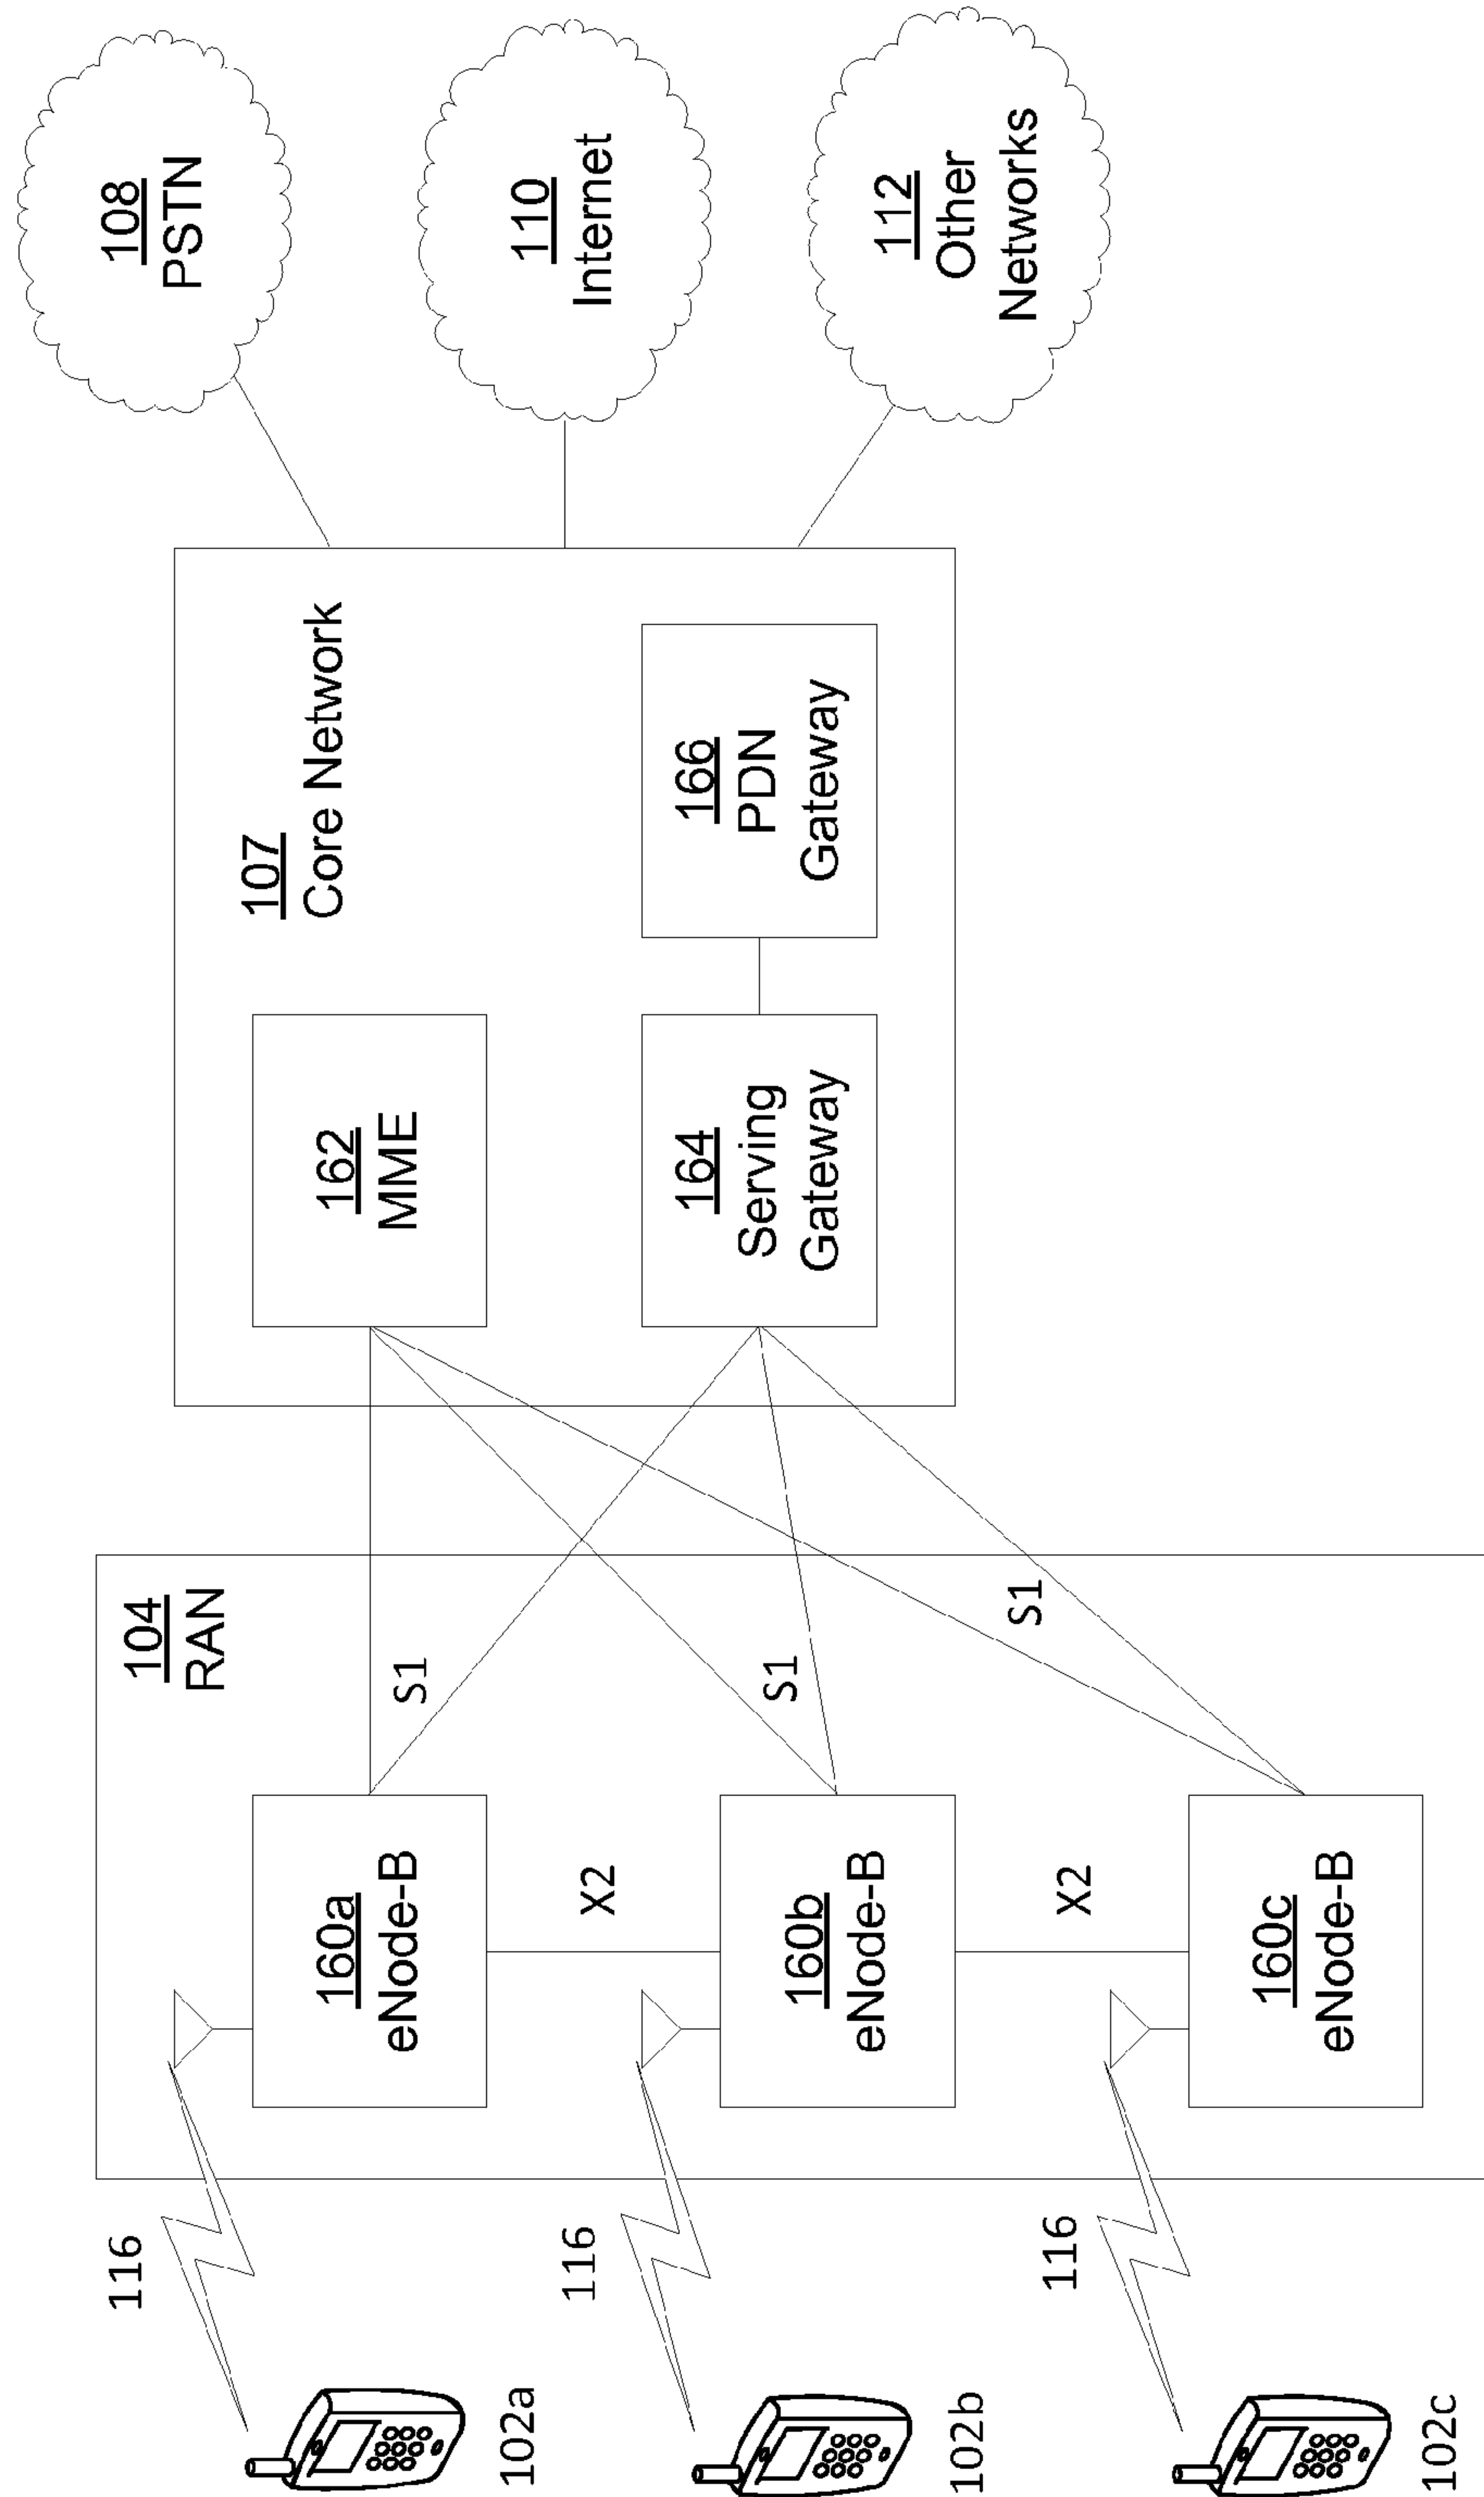 116
102a
104
RAN
160a
eNode-B
S1
162
MME
107
Core Network
108
PSTN
X2
116
102b
160b
eNode-B
S1
164
Serving
Gateway
166
PDN
Gateway
110
Internet
X2
116
102c
160c
eNode-B
S1
112
Other
Networks